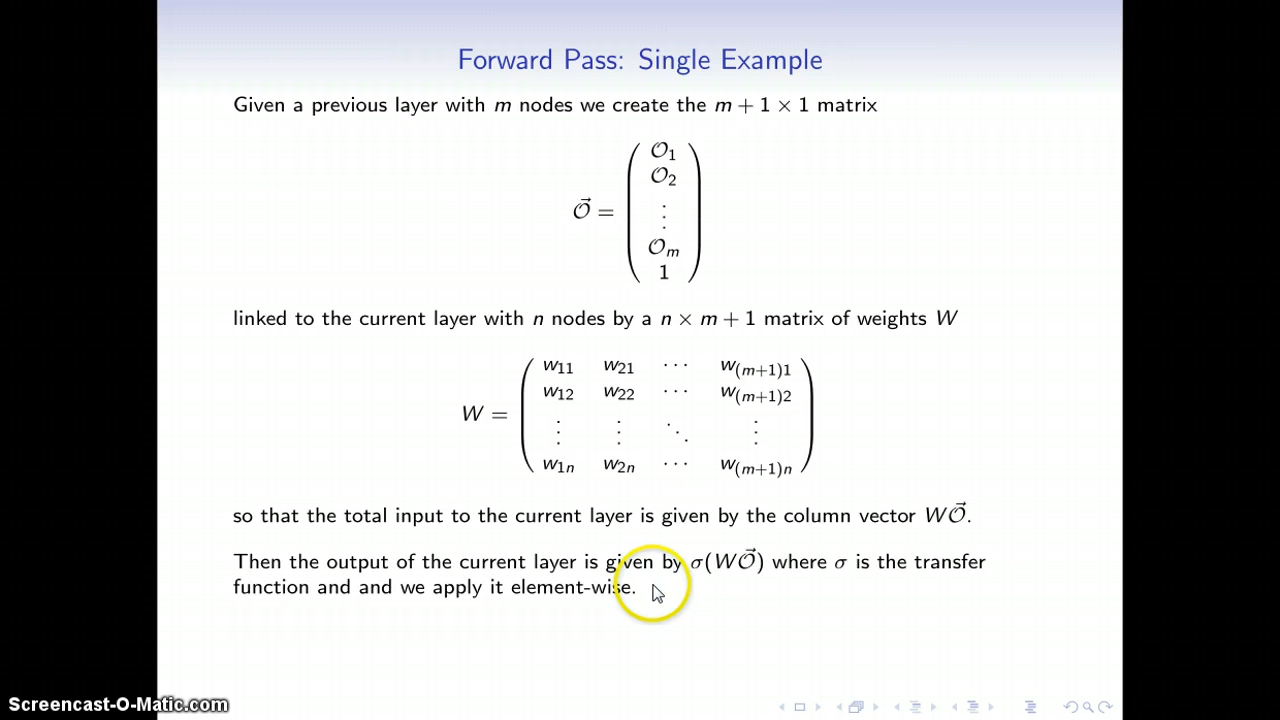 Forward Pass: Single Example
Given a previous layer with m nodes we create the m + 1 × 1 matrix
𝒪⃗ =
𝒪₁
𝒪₂
⋮
𝒪ₘ
1
linked to the current layer with n nodes by a n × m + 1 matrix of weights W
W =
w₁₁ w₂₁ ⋯ w₍ₘ₊₁₎₁
w₁₂ w₂₂ ⋯ w₍ₘ₊₁₎₂
⋮ ⋮ ⋱ ⋮
w₁ₙ w₂ₙ ⋯ w₍ₘ₊₁₎ₙ
so that the total input to the current layer is given by the column vector W𝒪⃗.
Then the output of the current layer is given by σ(W𝒪⃗) where σ is the transfer
function and and we apply it element-wise.
Screencast-O-Matic.com